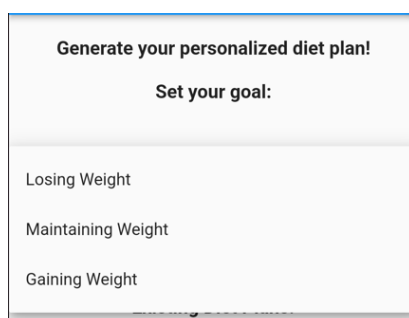 Generate your personalized diet plan!
Set your goal:
Losing Weight
Maintaining Weight
Gaining Weight